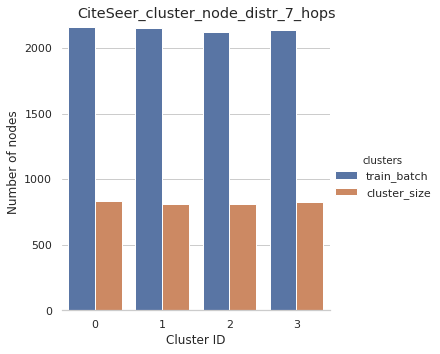 CiteSeer_cluster_node_distr_7_hops
2000
1500
1000
500
0
Number of nodes
0 1 2 3
Cluster ID
clusters
train_batch
cluster_size